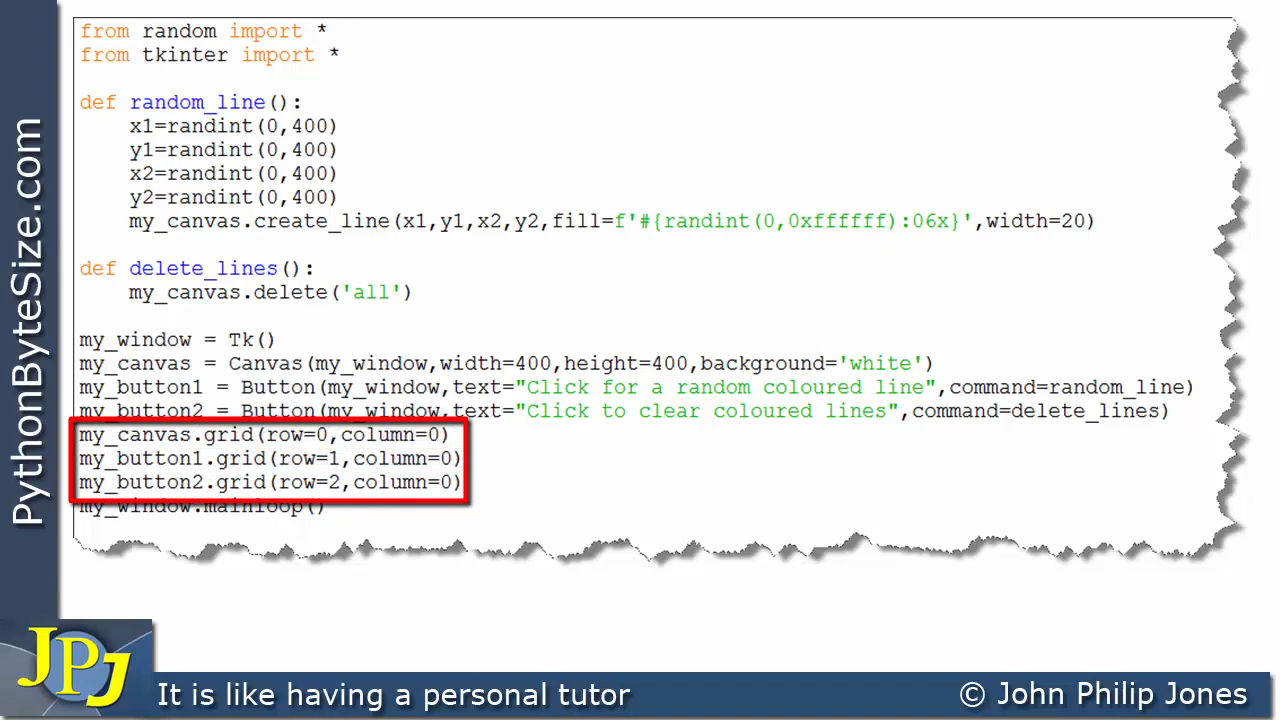 PythonByteSize.com
from random import *
from tkinter import *
def random_line():
    x1=randint(0,400)
    y1=randint(0,400)
    x2=randint(0,400)
    y2=randint(0,400)
    my_canvas.create_line(x1,y1,x2,y2,fill=f'#{randint(0,0xffffff):06x}',width=20)
def delete_lines():
    my_canvas.delete('all')
my_window = Tk()
my_canvas = Canvas(my_window,width=400,height=400,background='white')
my_button1 = Button(my_window,text="Click for a random coloured line",command=random_line)
my_button2 = Button(my_window,text="Click to clear coloured lines",command=delete_lines)
my_canvas.grid(row=0,column=0)
my_button1.grid(row=1,column=0)
my_button2.grid(row=2,column=0)
my_window.mainloop()
JPJ
It is like having a personal tutor
© John Philip Jones